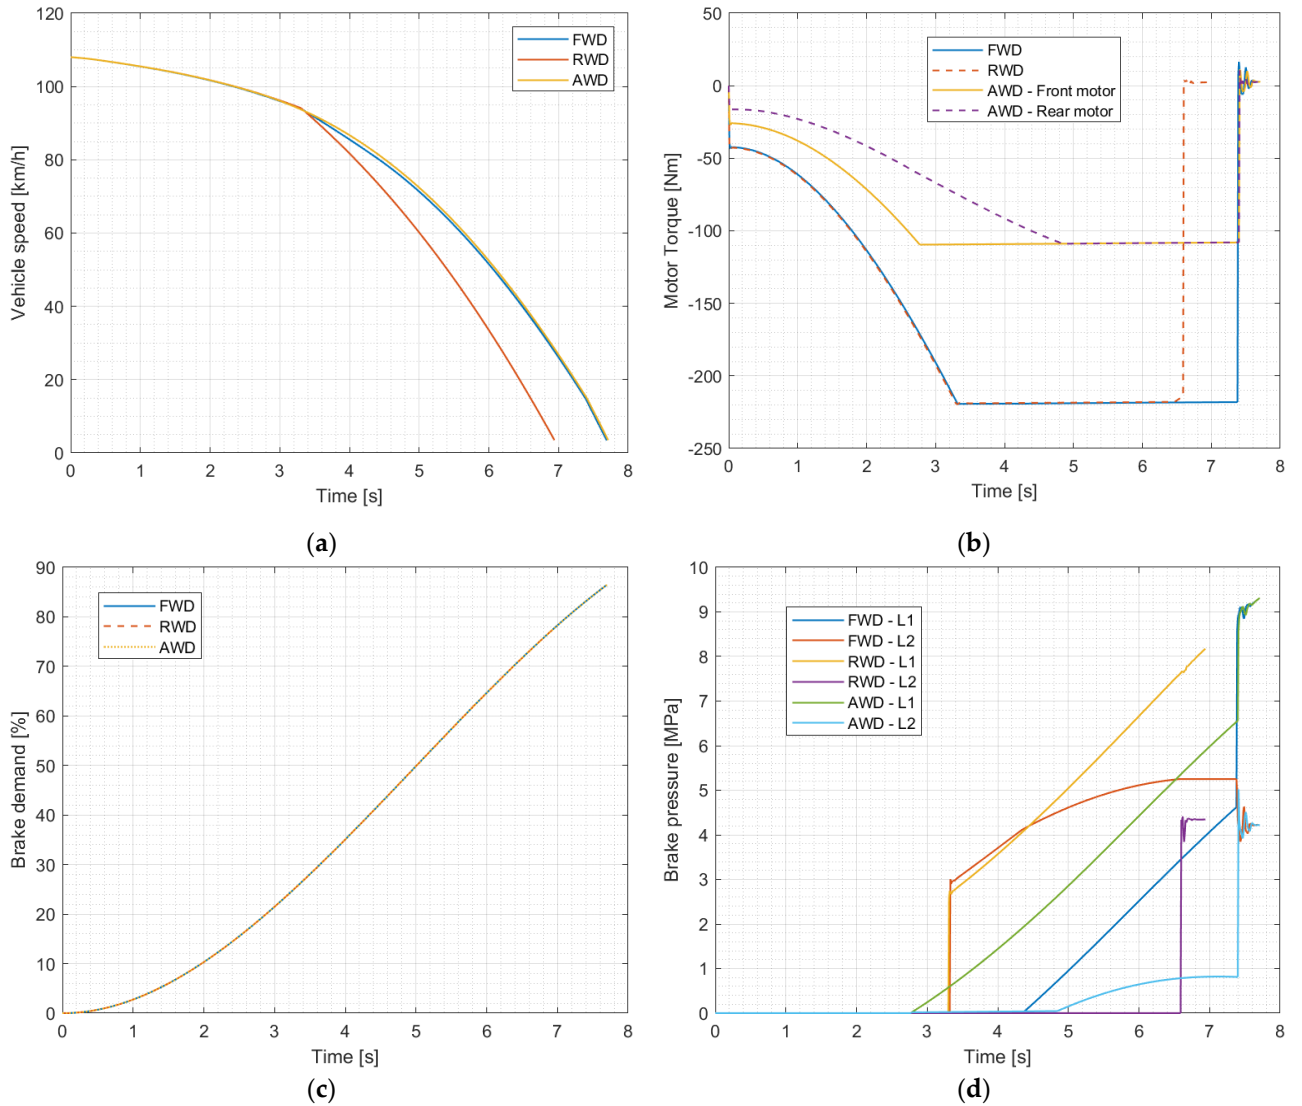 120
100
80
60
40
20
0
Vehicle speed [km/h]
FWD
RWD
AWD
0 1 2 3 4 5 6 7 8
Time [s]
(a)
50
0
-50
-100
-150
-200
-250
Motor Torque [Nm]
FWD
RWD
AWD - Front motor
AWD - Rear motor
0 1 2 3 4 5 6 7 8
Time [s]
(b)
90
80
70
60
50
40
30
20
10
0
Brake demand [%]
FWD
RWD
AWD
0 1 2 3 4 5 6 7 8
Time [s]
(c)
10
9
8
7
6
5
4
3
2
1
0
Brake pressure [MPa]
FWD - L1
FWD - L2
RWD - L1
RWD - L2
AWD - L1
AWD - L2
0 1 2 3 4 5 6 7 8
Time [s]
(d)